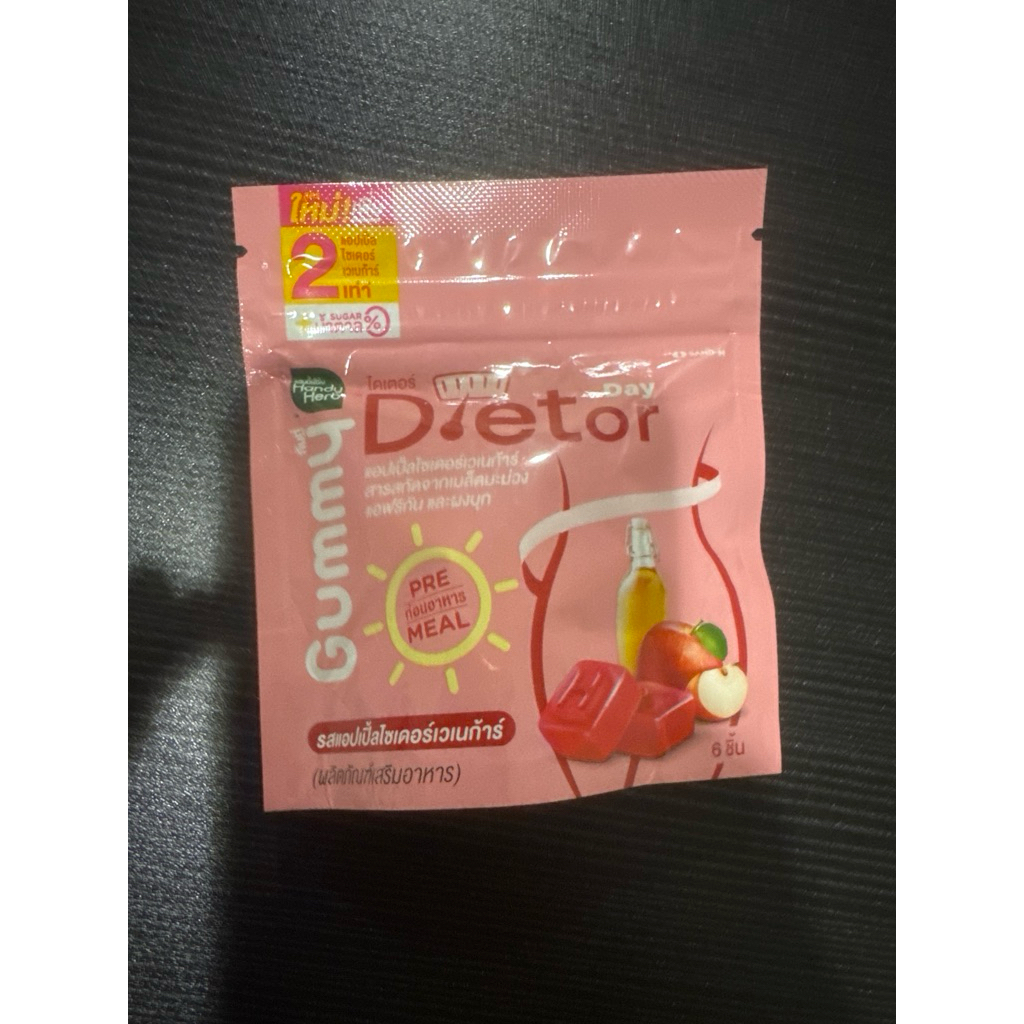 ใหม่!
2
แอปเปิ้ล
ไซเดอร์
เวเนก้าร์
เท่า
SUGAR
น้ำตาล 0%
Handy
Hero
Gummy
กัมมี่
ไดเตอร์
Dietor
Day
แอปเปิ้ลไซเดอร์เวเนก้าร์
สารสกัดจากเมล็ดมะม่วง
แอฟริกัน และผงบุก
PRE
ก่อนอาหาร
MEAL
รสแอปเปิ้ลไซเดอร์เวเนก้าร์
(ผลิตภัณฑ์เสริมอาหาร)
6 ชิ้น